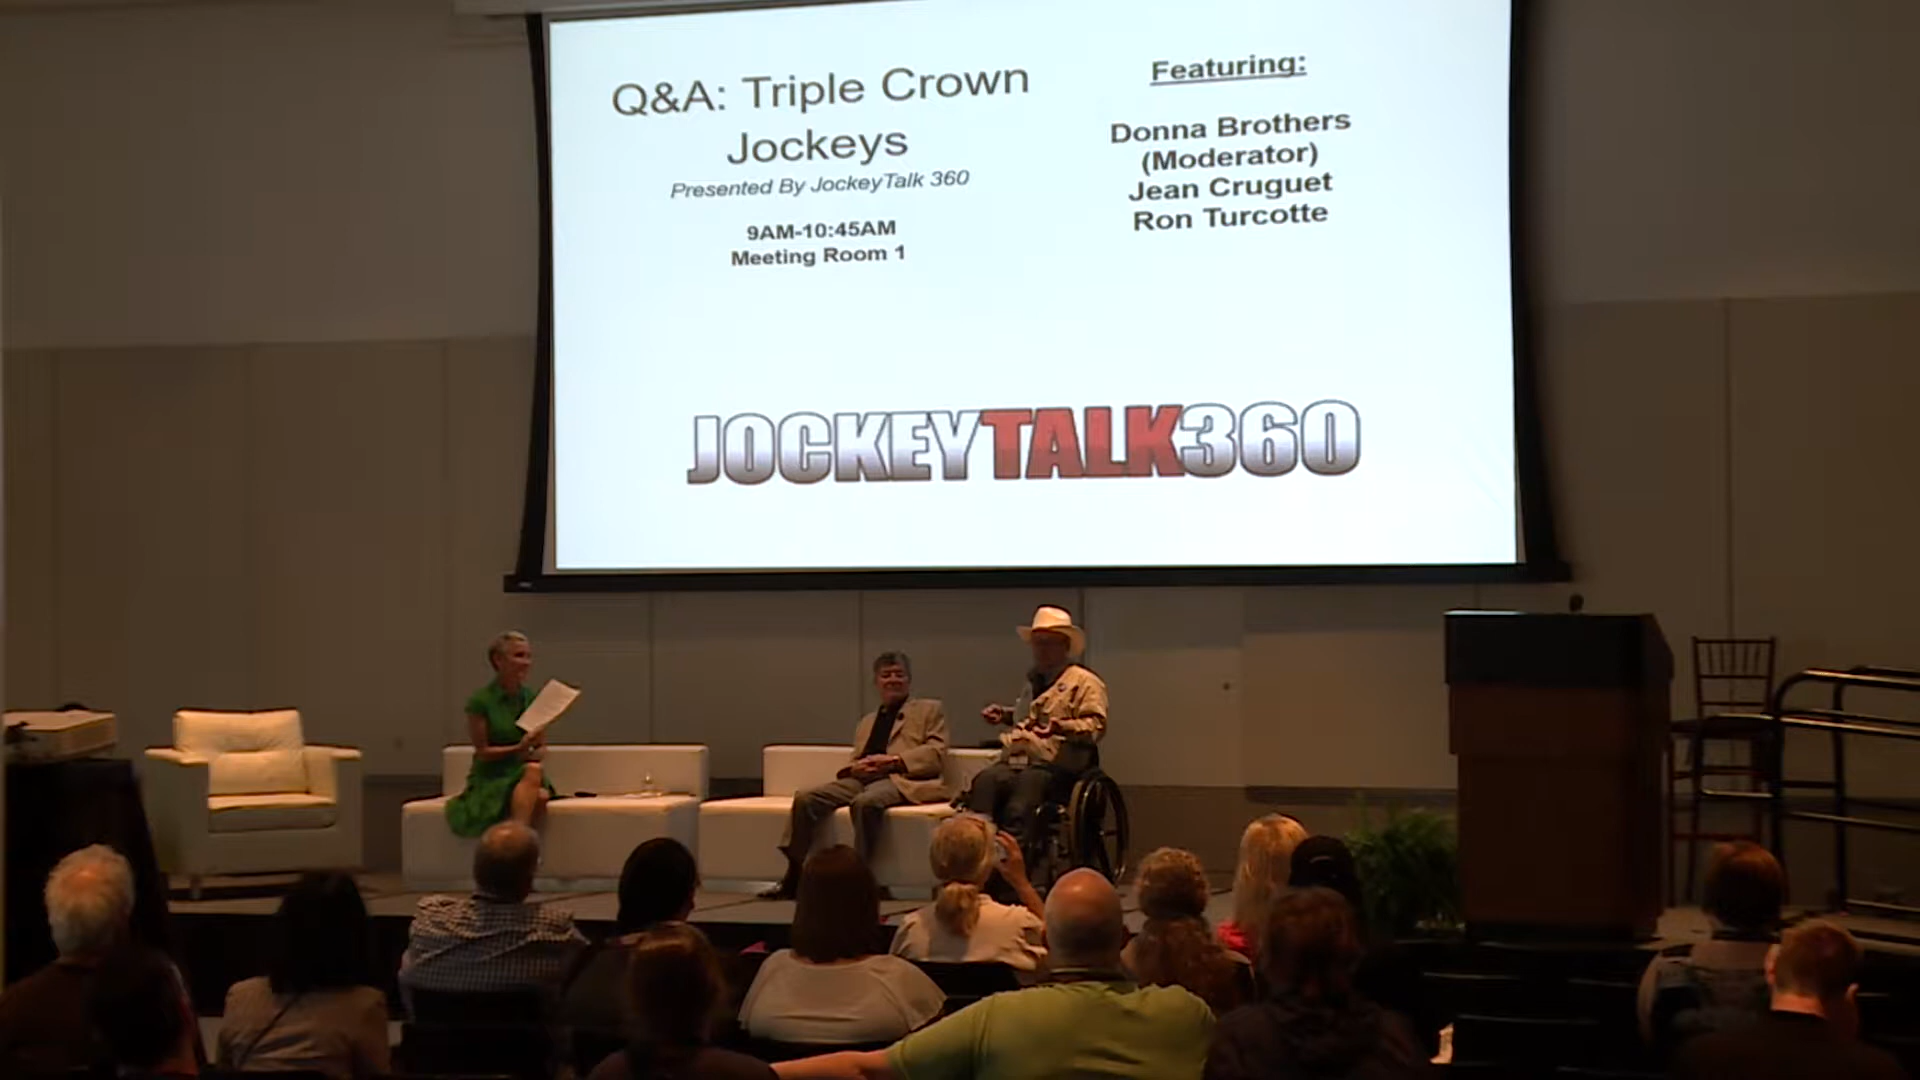 Q&A: Triple Crown
Jockeys
Presented By JockeyTalk 360
9AM-10:45AM
Meeting Room 1
Featuring:
Donna Brothers
(Moderator)
Jean Cruguet
Ron Turcotte
JOCKEYTALK360